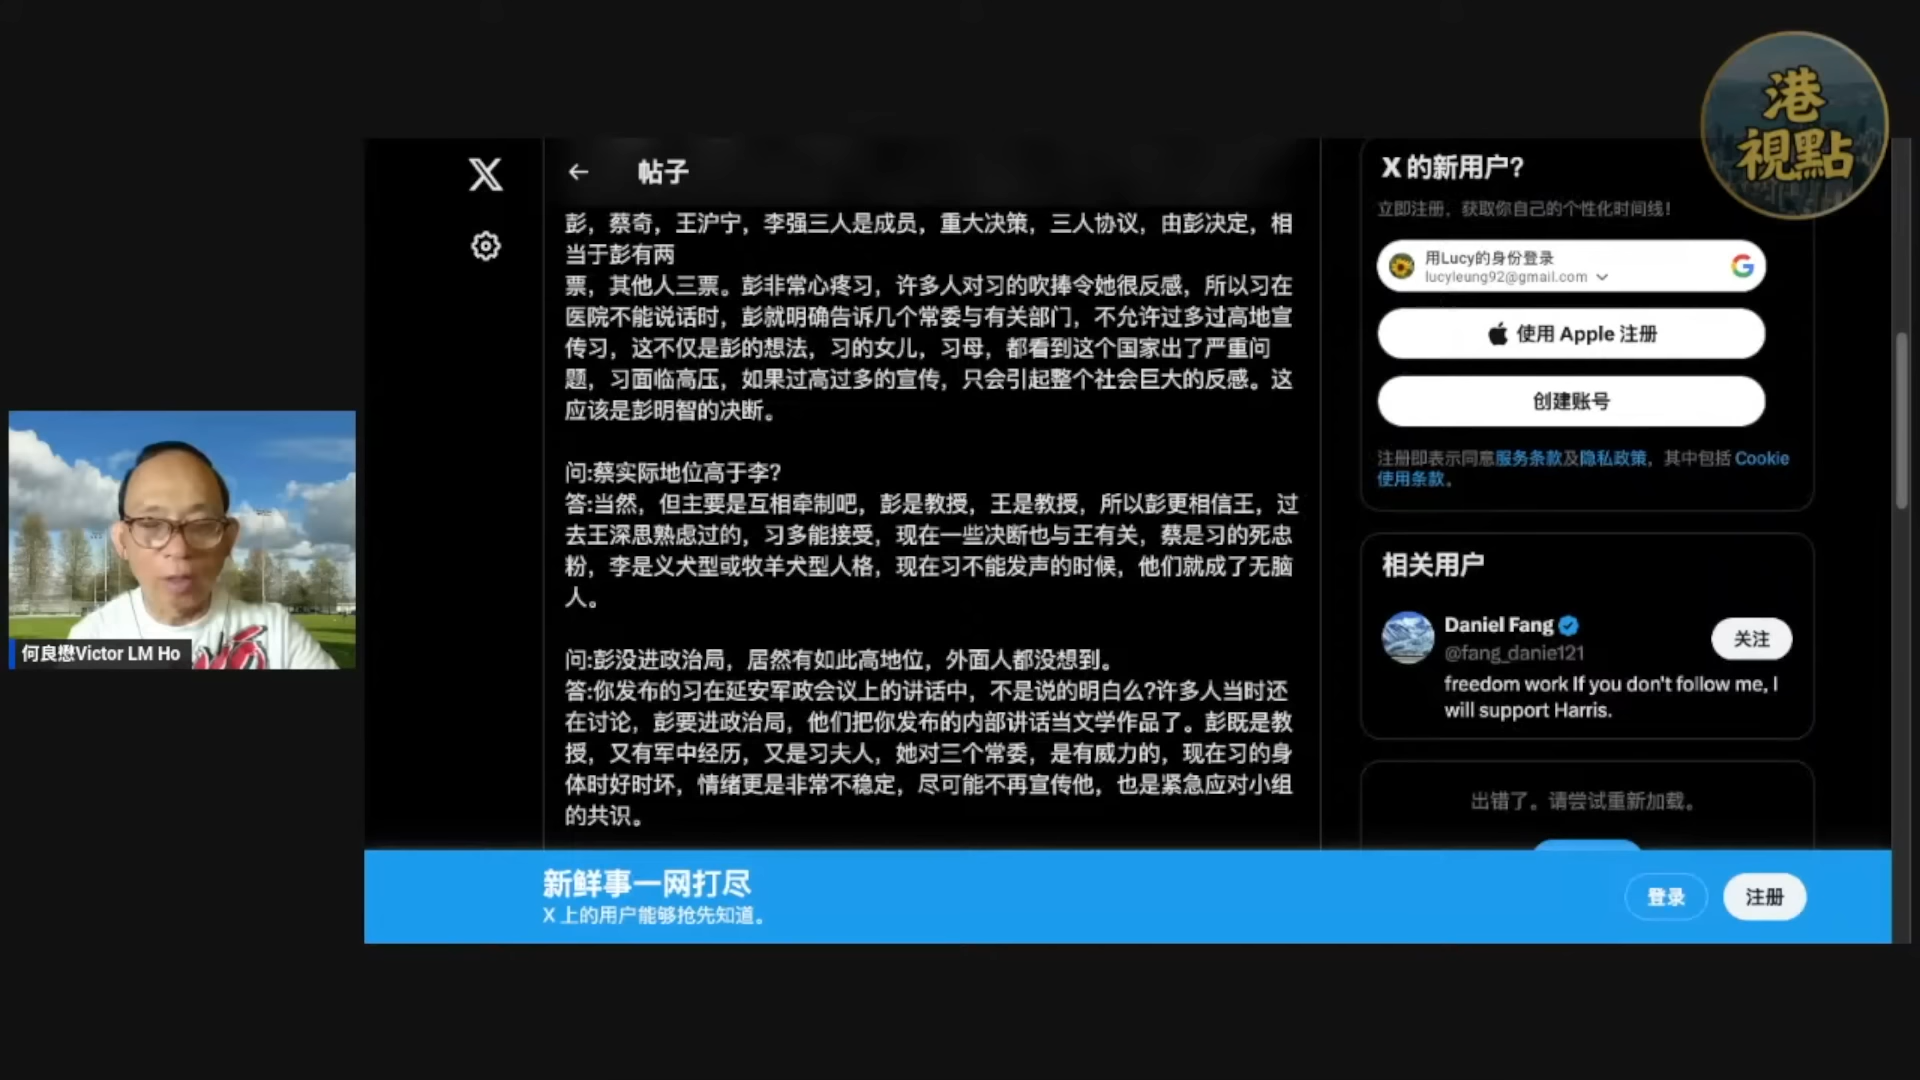 港
視點
帖子
彭，蔡奇，王沪宁，李强三人是成员，重大决策，三人协议，由彭决定，相
当于彭有两
票，其他人三票。彭非常心疼习，许多人对习的吹捧令她很反感，所以习在
医院不能说话时，彭就明确告诉几个常委与有关部门，不允许过多过高地宣
传习，这不仅是彭的想法，习的女儿，习母，都看到这个国家出了严重问
题，习面临高压，如果过高过多的宣传，只会引起整个社会巨大的反感。这
应该是彭明智的决断。
问:蔡实际地位高于李?
答:当然，但主要是互相牵制吧，彭是教授，王是教授，所以彭更相信王，过
去王深思熟虑过的，习多能接受，现在一些决断也与王有关，蔡是习的死忠
粉，李是义犬型或牧羊犬型人格，现在习不能发声的时候，他们就成了无脑
人。
问:彭没进政治局，居然有如此高地位，外面人都没想到。
答:你发布的习在延安军政会议上的讲话中，不是说的明白么?许多人当时还
在讨论，彭要进政治局，他们把你发布的内部讲话当文学作品了。彭既是教
授，又有军中经历，又是习夫人，她对三个常委，是有威力的，现在习的身
体时好时坏，情绪更是非常不稳定，尽可能不再宣传他，也是紧急应对小组
的共识。
X 的新用户?
立即注册，获取你自己的个性化时间线!
用Lucy的身份登录
lucyleung92@gmail.com
使用 Apple 注册
创建账号
注册即表示同意服务条款及隐私政策，其中包括 Cookie
使用条款。
相关用户
Daniel Fang
@fang_danie121
关注
freedom work If you don't follow me, I
will support Harris.
出错了。请尝试重新加载。
新鲜事一网打尽
X 上的用户能够抢先知道。
登录
注册
何良懋Victor LM Ho